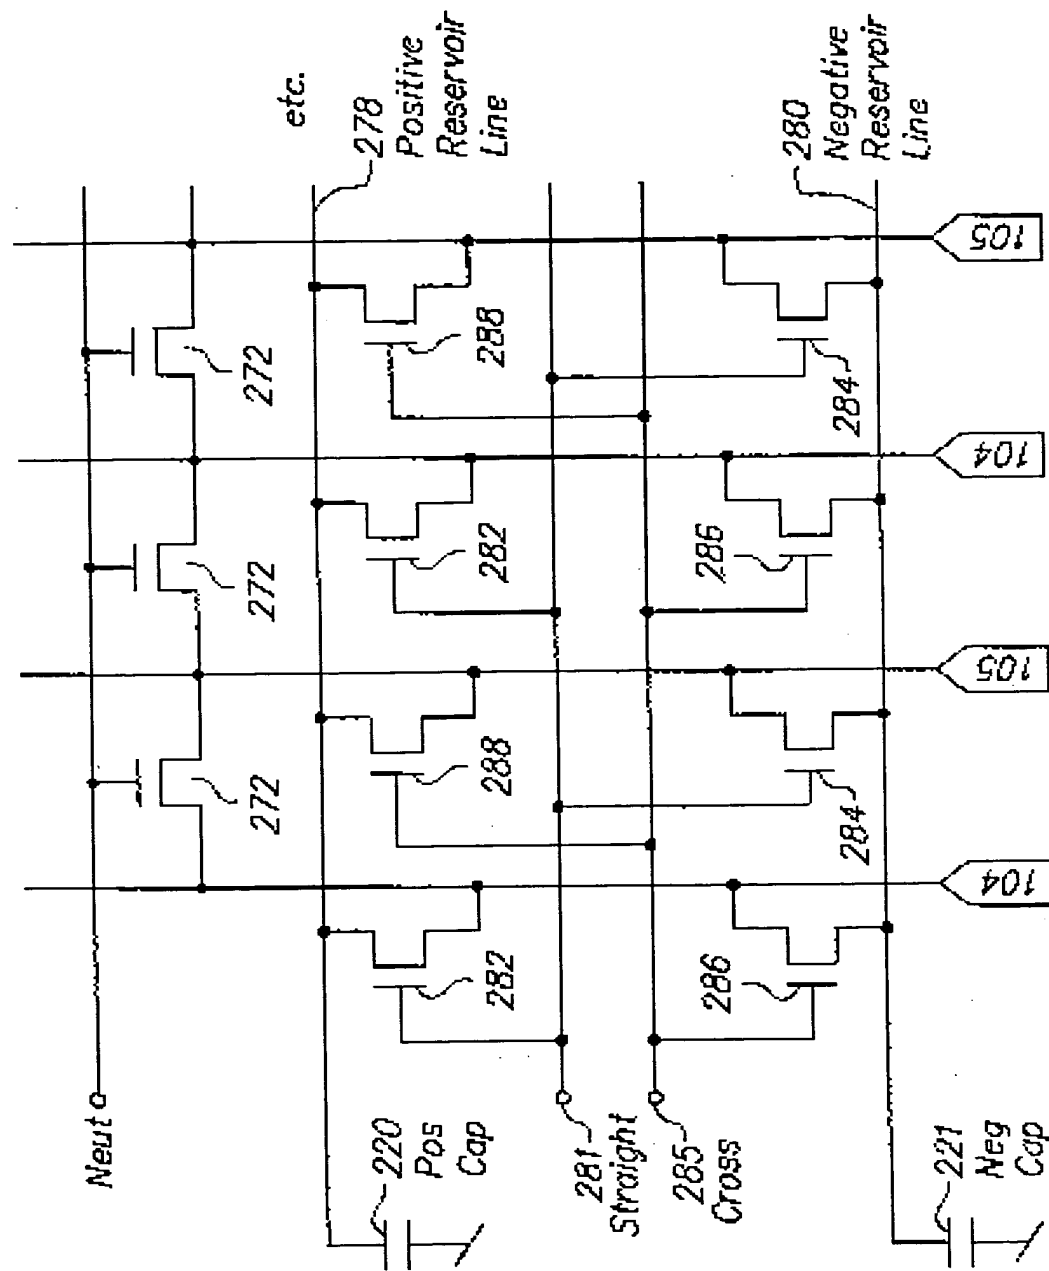 Neut
272
272
272
etc.
278
Positive
Reservoir
Line
220
Pos
Cap
282
288
282
288
281
Straight
285
Cross
286
284
286
284
280
Negative
Reservoir
Line
221
Neg
Cap
104
105
104
105